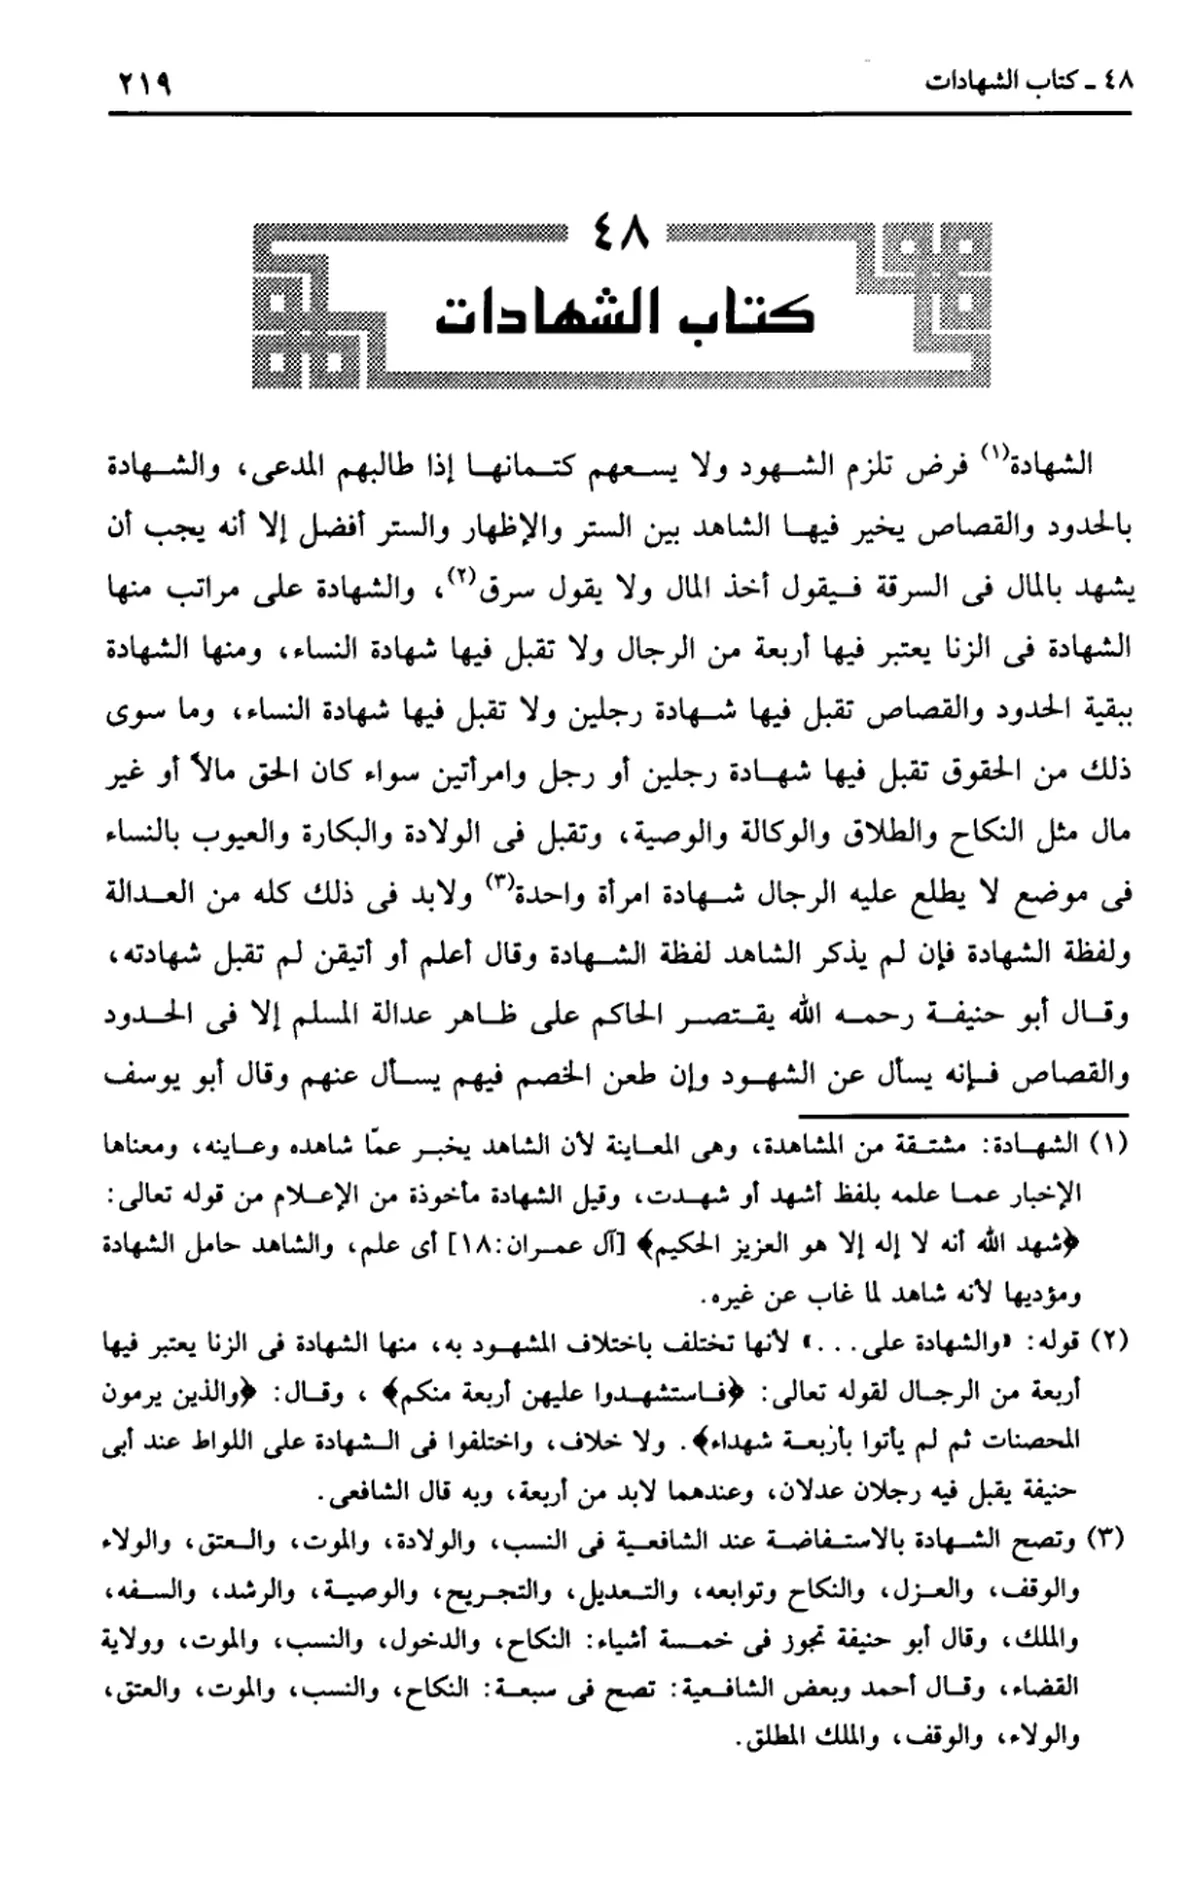 ٤٨ ـ كتاب الشهادات ٢١٩
٤٨
كتاب الشهادات
الشهادة(١) فرض تلزم الشهود ولا يسعهم كتمانها إذا طالبهم المدعى، والشهادة
بالحدود والقصاص يخير فيها الشاهد بين الستر والإظهار والستر أفضل إلا أنه يجب أن
يشهد بالمال فى السرقة فيقول أخذ المال ولا يقول سرق(٢)، والشهادة على مراتب منها
الشهادة فى الزنا يعتبر فيها أربعة من الرجال ولا تقبل فيها شهادة النساء، ومنها الشهادة
ببقية الحدود والقصاص تقبل فيها شهادة رجلين ولا تقبل فيها شهادة النساء، وما سوى
ذلك من الحقوق تقبل فيها شهادة رجلين أو رجل وامرأتين سواء كان الحق مالاً أو غير
مال مثل النكاح والطلاق والوكالة والوصية، وتقبل فى الولادة والبكارة والعيوب بالنساء
فى موضع لا يطلع عليه الرجال شهادة امرأة واحدة(٣) ولابد فى ذلك كله من العدالة
ولفظة الشهادة فإن لم يذكر الشاهد لفظة الشهادة وقال أعلم أو أتيقن لم تقبل شهادته،
وقال أبو حنيفة رحمه الله يقتصر الحاكم على ظاهر عدالة المسلم إلا فى الحدود
والقصاص فإنه يسأل عن الشهود وإن طعن الخصم فيهم يسأل عنهم وقال أبو يوسف
(١) الشهادة: مشتقة من المشاهدة، وهى المعاينة لأن الشاهد يخبر عمّا شاهده وعاينه، ومعناها
الإخبار عما علمه بلفظ أشهد أو شهدت، وقيل الشهادة مأخوذة من الإعلام من قوله تعالى:
﴿شهد الله أنه لا إله إلا هو العزيز الحكيم﴾ [آل عمران:١٨] أى علم، والشاهد حامل الشهادة
ومؤديها لأنه شاهد لما غاب عن غيره.
(٢) قوله: «والشهادة على...» لأنها تختلف باختلاف المشهود به، منها الشهادة فى الزنا يعتبر فيها
أربعة من الرجال لقوله تعالى: ﴿فاستشهدوا عليهن أربعة منكم﴾ ، وقال: ﴿والذين يرمون
المحصنات ثم لم يأتوا بأربعة شهداء﴾. ولا خلاف، واختلفوا فى الشهادة على اللواط عند أبى
حنيفة يقبل فيه رجلان عدلان، وعندهما لابد من أربعة، وبه قال الشافعى.
(٣) وتصح الشهادة بالاستفاضة عند الشافعية فى النسب، والولادة، والموت، والعتق، والولاء
والوقف، والعزل، والنكاح وتوابعه، والتعديل، والتجريح، والوصية، والرشد، والسفه،
والملك، وقال أبو حنيفة تجوز فى خمسة أشياء: النكاح، والدخول، والنسب، والموت، وولاية
القضاء، وقال أحمد وبعض الشافعية: تصح فى سبعة: النكاح، والنسب، والموت، والعتق،
والولاء، والوقف، والملك المطلق.